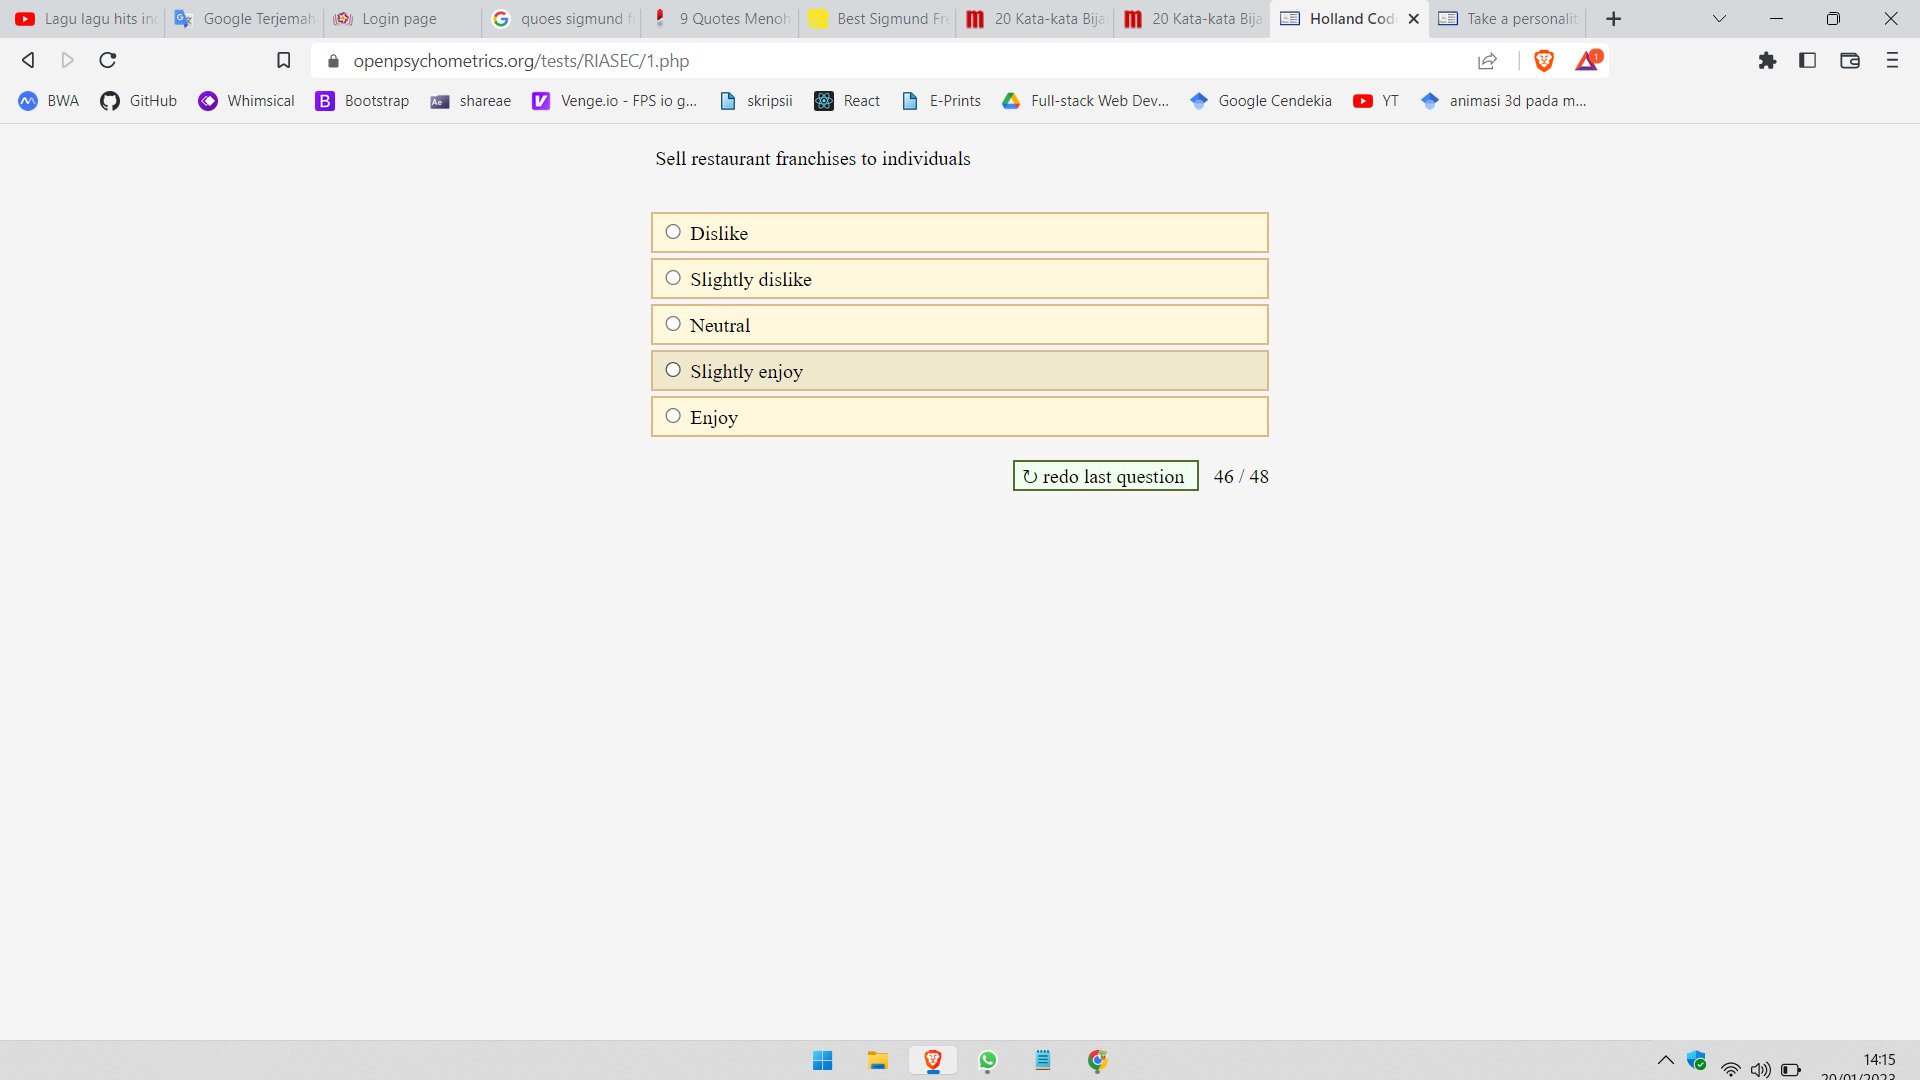 Lagu lagu hits ind
Google Terjemah
Login page
quoes sigmund f
9 Quotes Menoh
Best Sigmund Fre
20 Kata-kata Bija
20 Kata-kata Bija
Holland Cod
Take a personalit
openpsychometrics.org/tests/RIASEC/1.php
1
BWA
GitHub
Whimsical
Bootstrap
shareae
Venge.io - FPS io g...
skripsii
React
E-Prints
Full-stack Web Dev...
Google Cendekia
YT
animasi 3d pada m...
Sell restaurant franchises to individuals
Dislike
Slightly dislike
Neutral
Slightly enjoy
Enjoy
↻ redo last question
46 / 48
14:15
20/01/2023